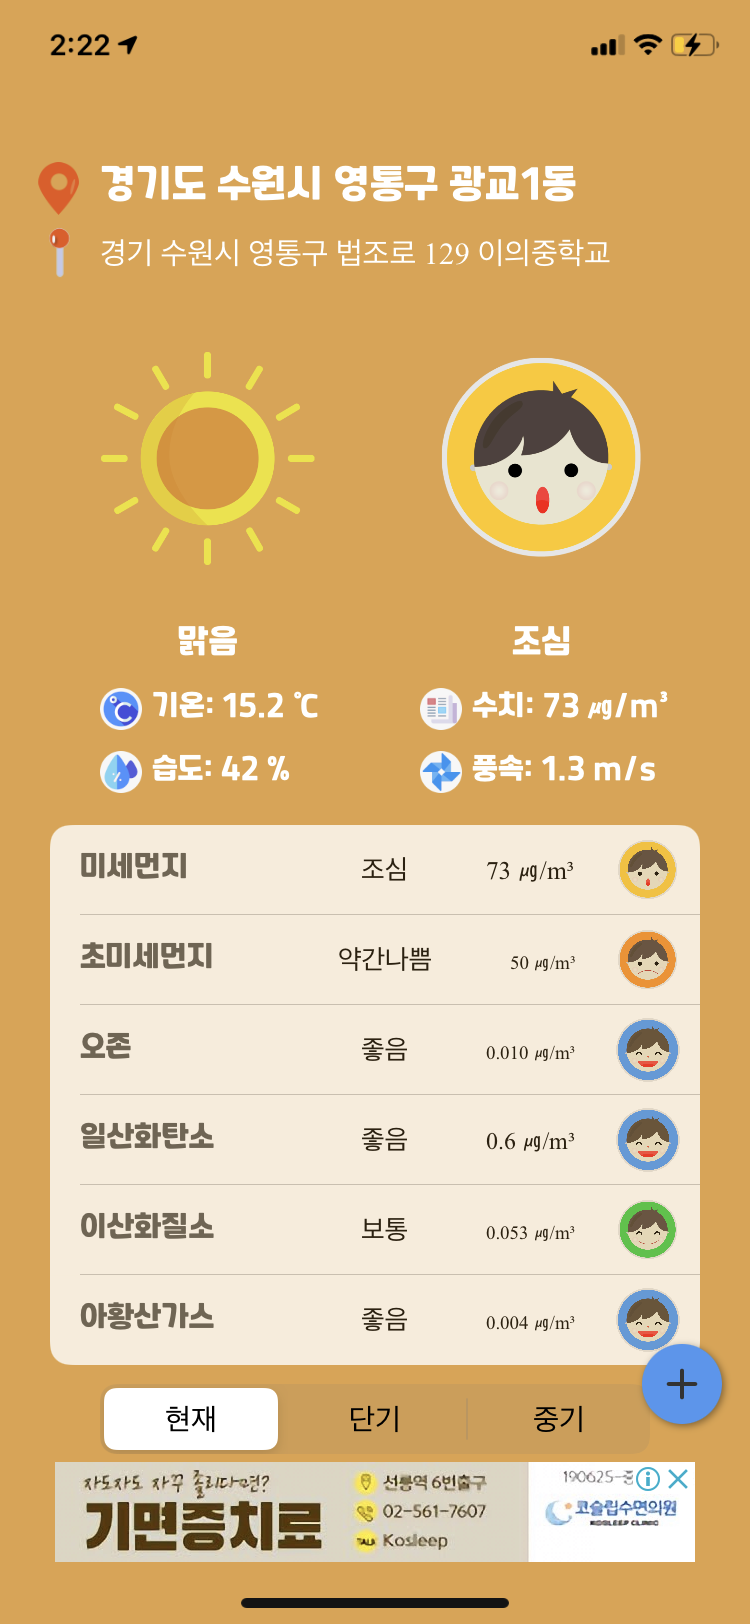 2:22
경기도 수원시 영통구 광교1동
경기 수원시 영통구 법조로 129 이의중학교
맑음
조심
기온: 15.2 ℃
수치: 73 ㎍/m³
습도: 42 %
풍속: 1.3 m/s
미세먼지 조심 73 ㎍/m³
초미세먼지 약간나쁨 50 ㎍/m³
오존 좋음 0.010 ㎍/m³
일산화탄소 좋음 0.6 ㎍/m³
이산화질소 보통 0.053 ㎍/m³
아황산가스 좋음 0.004 ㎍/m³
현재 단기 중기
자도자도 자꾸 졸리다면?
기면증치료
선릉역 6번출구
02-561-7607
TALK Kosleep
190625-중
코슬립수면의원
KOSLEEP CLINIC